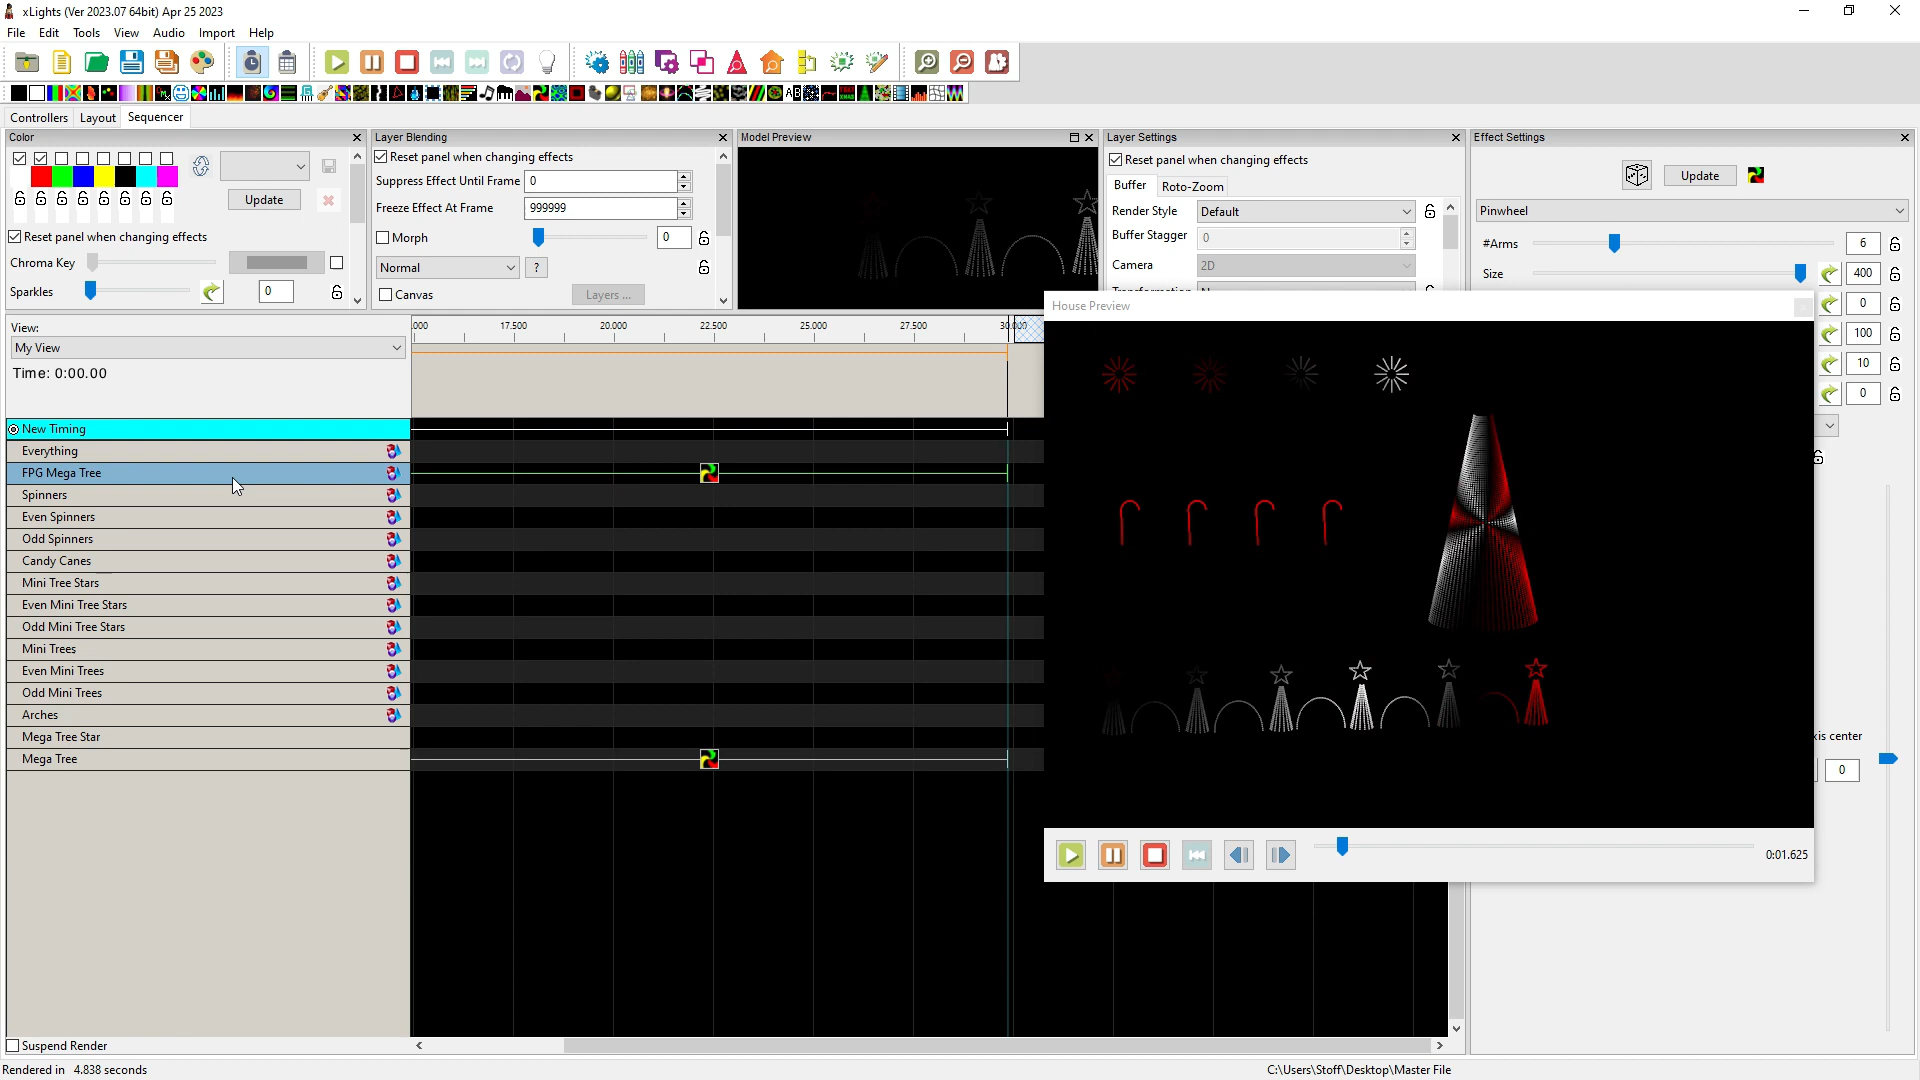 xLights (Ver 2023.07 64bit) Apr 25 2023
File Edit Tools View Audio Import Help
Controllers Layout Sequencer
Color
Update
Reset panel when changing effects
Chroma Key
Sparkles 0
Layer Blending
Reset panel when changing effects
Suppress Effect Until Frame 0
Freeze Effect At Frame 999999
Morph 0
Normal ?
Canvas Layers ...
Model Preview
Layer Settings
Reset panel when changing effects
Buffer Roto-Zoom
Render Style Default
Buffer Stagger 0
Camera 2D
Effect Settings
Update
Pinwheel
#Arms 6
Size 400
0
100
10
0
xis center
0
View:
My View
Time: 0:00.00
000 17.500 20.000 22.500 25.000 27.500 30.000
New Timing
Everything
FPG Mega Tree
Spinners
Even Spinners
Odd Spinners
Candy Canes
Mini Tree Stars
Even Mini Tree Stars
Odd Mini Tree Stars
Mini Trees
Even Mini Trees
Odd Mini Trees
Arches
Mega Tree Star
Mega Tree
House Preview
0:01.625
Suspend Render
Rendered in 4.838 seconds
C:\Users\Stoff\Desktop\Master File